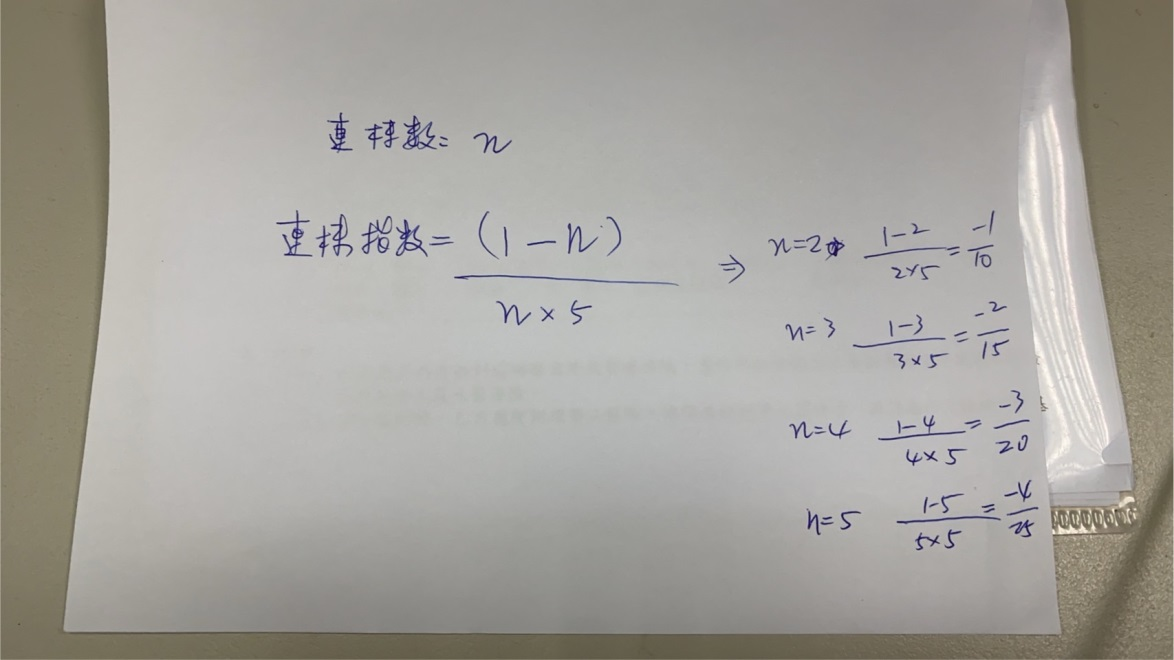 連棟數= n
連棟指數= (1-n) / n×5
⇒ n=2 1-2 / 2×5 = -1/10
n=3 1-3 / 3×5 = -2/15
n=4 1-4 / 4×5 = -3/20
n=5 1-5 / 5×5 = -4/25